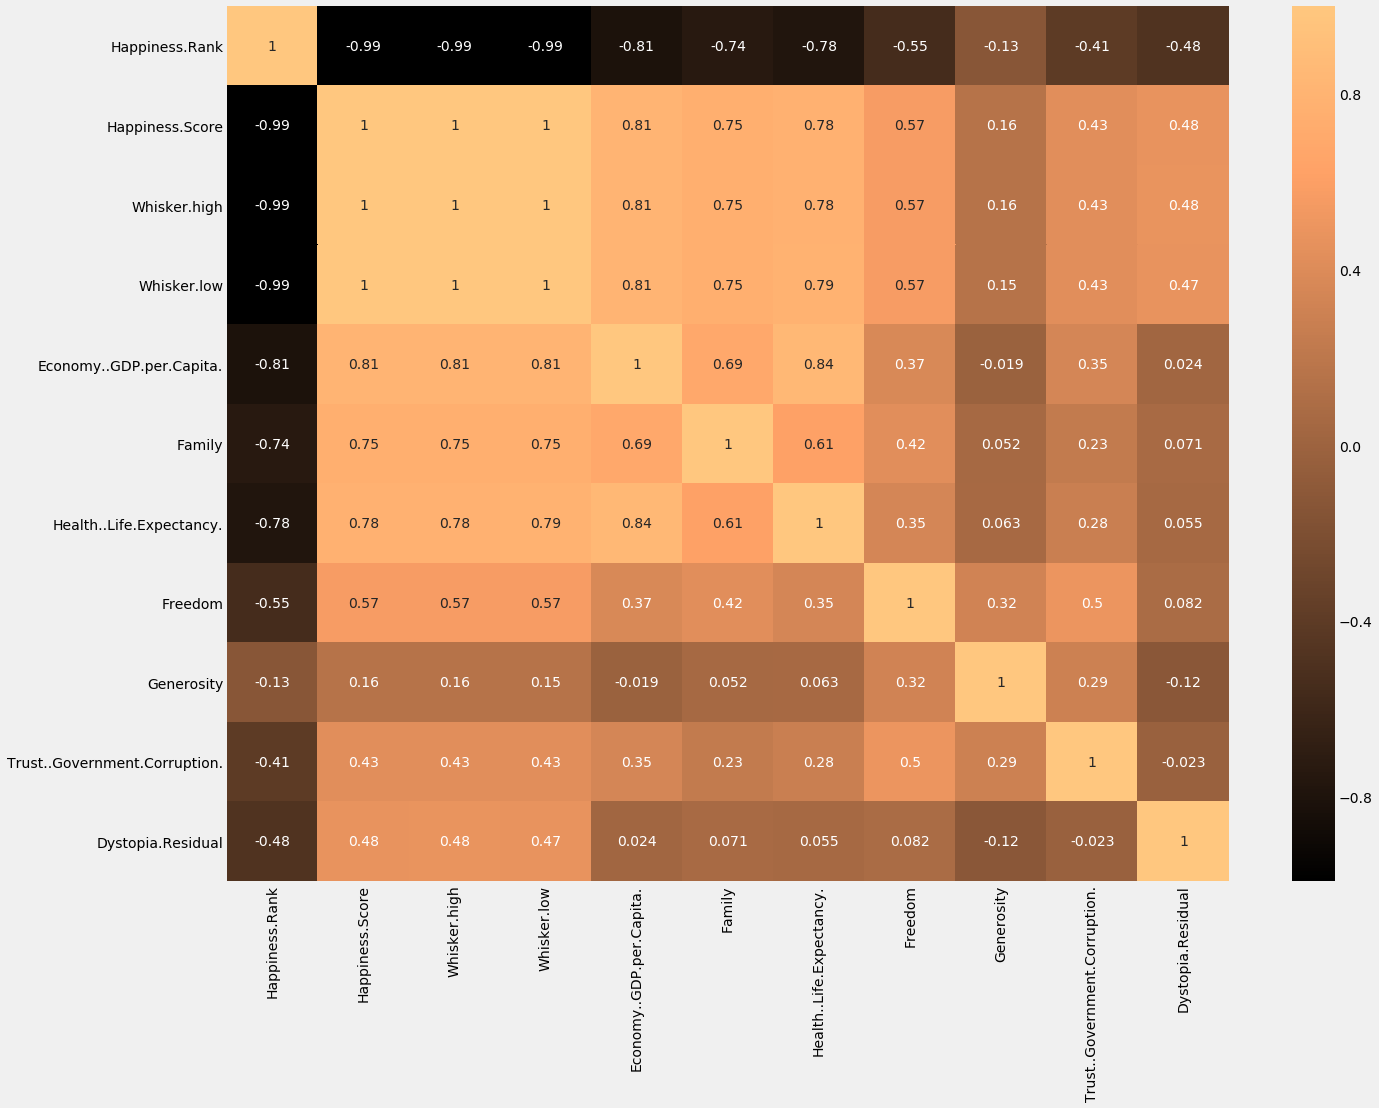 Happiness.Rank 1 -0.99 -0.99 -0.99 -0.81 -0.74 -0.78 -0.55 -0.13 -0.41 -0.48
Happiness.Score -0.99 1 1 1 0.81 0.75 0.78 0.57 0.16 0.43 0.48
Whisker.high -0.99 1 1 1 0.81 0.75 0.78 0.57 0.16 0.43 0.48
Whisker.low -0.99 1 1 1 0.81 0.75 0.79 0.57 0.15 0.43 0.47
Economy..GDP.per.Capita. -0.81 0.81 0.81 0.81 1 0.69 0.84 0.37 -0.019 0.35 0.024
Family -0.74 0.75 0.75 0.75 0.69 1 0.61 0.42 0.052 0.23 0.071
Health..Life.Expectancy. -0.78 0.78 0.78 0.79 0.84 0.61 1 0.35 0.063 0.28 0.055
Freedom -0.55 0.57 0.57 0.57 0.37 0.42 0.35 1 0.32 0.5 0.082
Generosity -0.13 0.16 0.16 0.15 -0.019 0.052 0.063 0.32 1 0.29 -0.12
Trust..Government.Corruption. -0.41 0.43 0.43 0.43 0.35 0.23 0.28 0.5 0.29 1 -0.023
Dystopia.Residual -0.48 0.48 0.48 0.47 0.024 0.071 0.055 0.082 -0.12 -0.023 1
Happiness.Rank
Happiness.Score
Whisker.high
Whisker.low
Economy..GDP.per.Capita.
Family
Health..Life.Expectancy.
Freedom
Generosity
Trust..Government.Corruption.
Dystopia.Residual
0.8
0.4
0.0
−0.4
−0.8